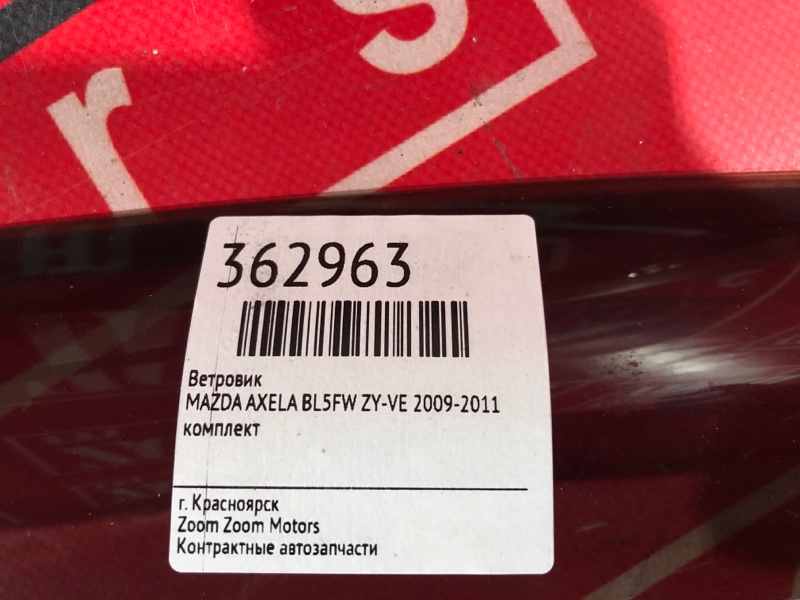 r s
362963
Ветровик
MAZDA AXELA BL5FW ZY-VE 2009-2011
комплект
г. Красноярск
Zoom Zoom Motors
Контрактные автозапчасти